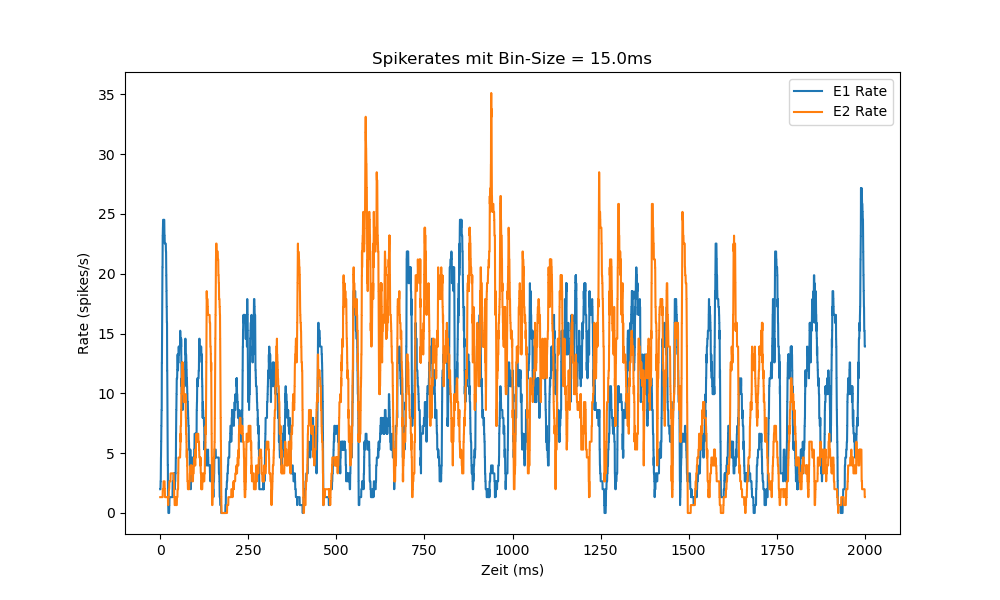 Spikerates mit Bin-Size = 15.0ms
E1 Rate
E2 Rate
35
30
25
20
15
10
5
0
Rate (spikes/s)
0 250 500 750 1000 1250 1500 1750 2000
Zeit (ms)